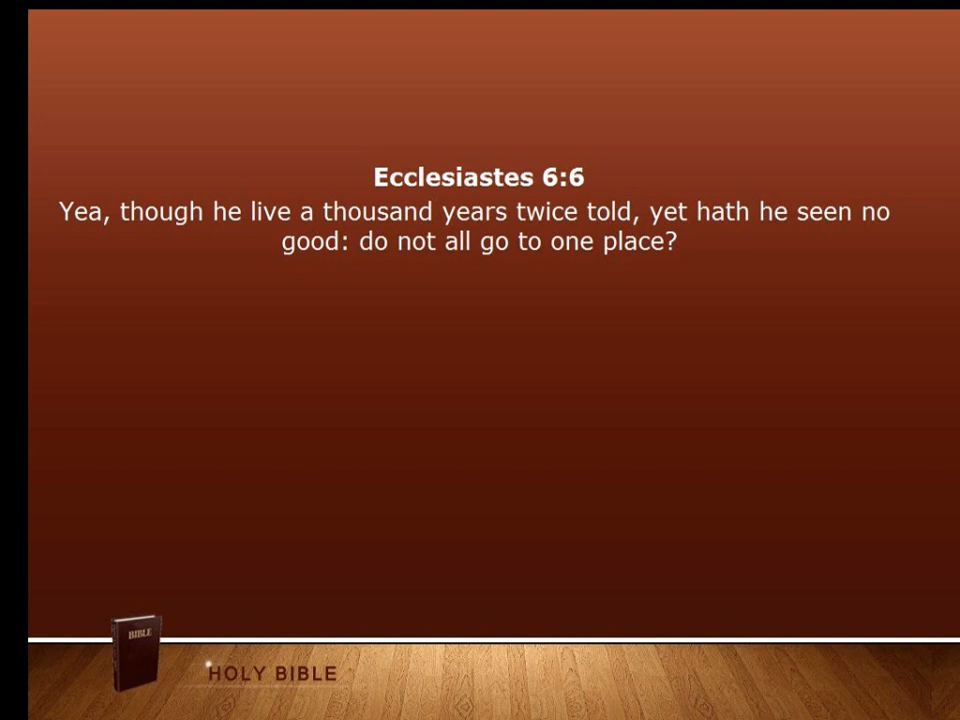 Ecclesiastes 6:6
Yea, though he live a thousand years twice told, yet hath he seen no
good: do not all go to one place?
BIBLE
HOLY BIBLE